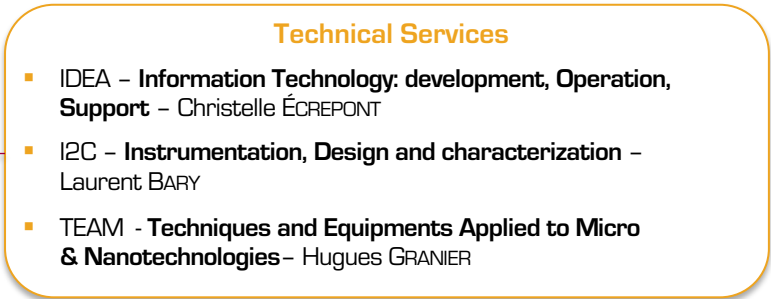 Technical Services
▪ IDEA – Information Technology: development, Operation,
Support – Christelle ÉCREPONT
▪ I2C – Instrumentation, Design and characterization –
Laurent BARY
▪ TEAM - Techniques and Equipments Applied to Micro
& Nanotechnologies– Hugues GRANIER